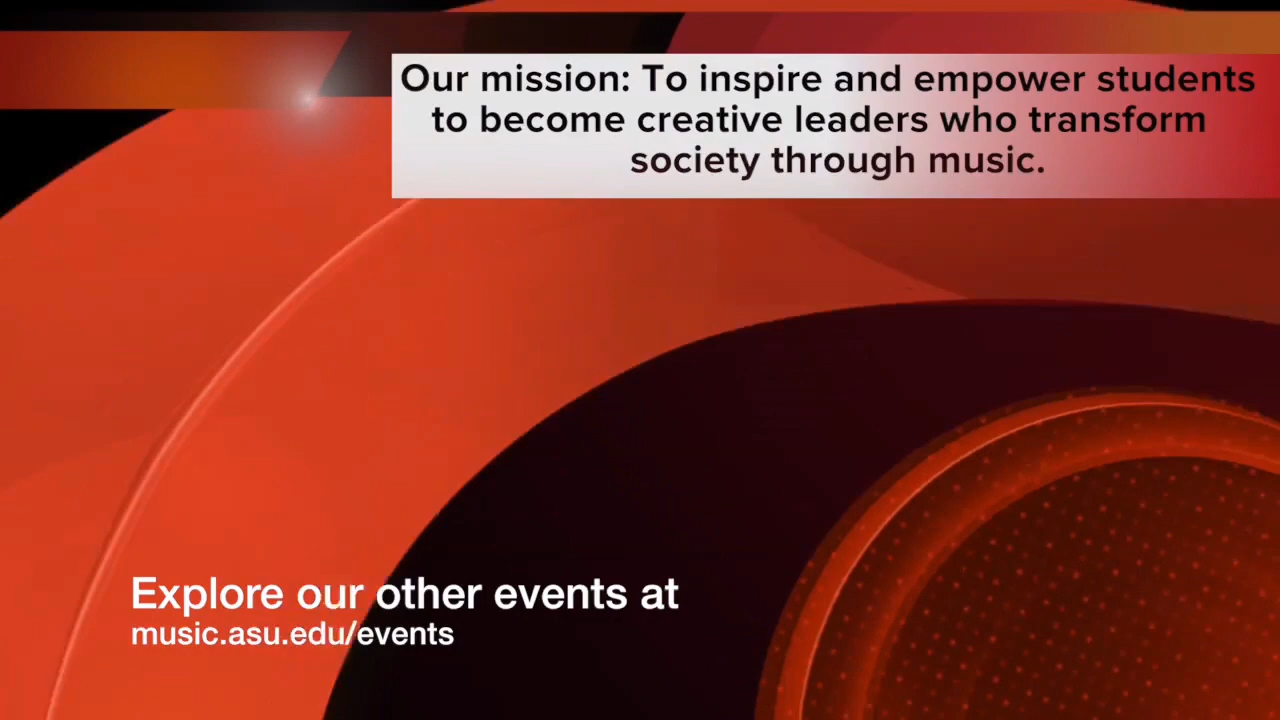 Our mission: To inspire and empower students
to become creative leaders who transform
society through music.
Explore our other events at
music.asu.edu/events